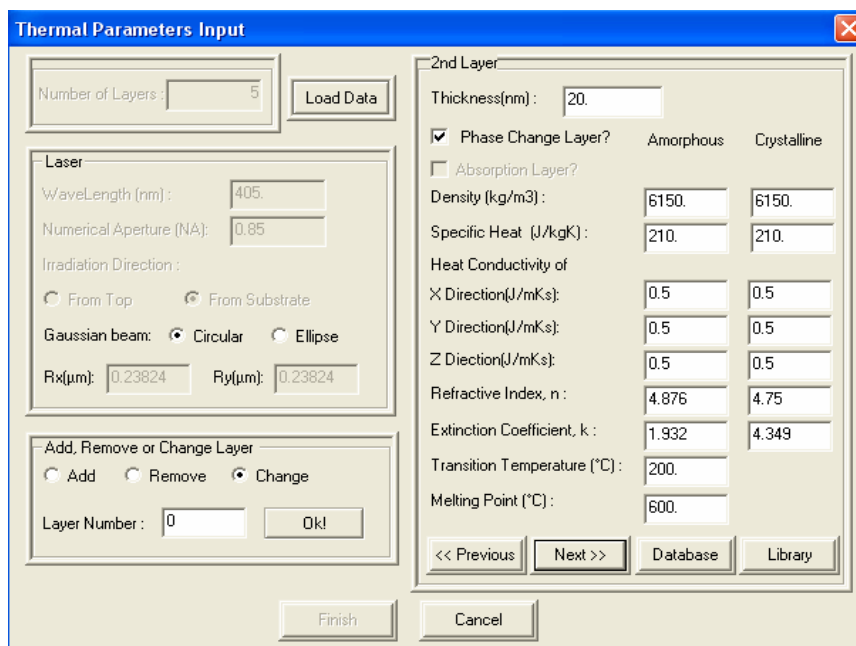 Thermal Parameters Input
Number of Layers : 5
Load Data
Laser
WaveLength (nm) : 405.
Numerical Aperture (NA): 0.85
Irradiation Direction :
From Top From Substrate
Gaussian beam: Circular Ellipse
Rx(μm): 0.23824 Ry(μm): 0.23824
Add, Remove or Change Layer
Add Remove Change
Layer Number : 0 Ok!
2nd Layer
Thickness(nm) : 20.
Phase Change Layer? Amorphous Crystalline
Absorption Layer?
Density (kg/m3) : 6150. 6150.
Specific Heat (J/kgK) : 210. 210.
Heat Conductivity of
X Direction(J/mKs): 0.5 0.5
Y Direction(J/mKs): 0.5 0.5
Z Diection(J/mKs): 0.5 0.5
Refractive Index, n : 4.876 4.75
Extinction Coefficient, k : 1.932 4.349
Transition Temperature (°C) : 200.
Melting Point (°C) : 600.
<< Previous Next >> Database Library
Finish Cancel